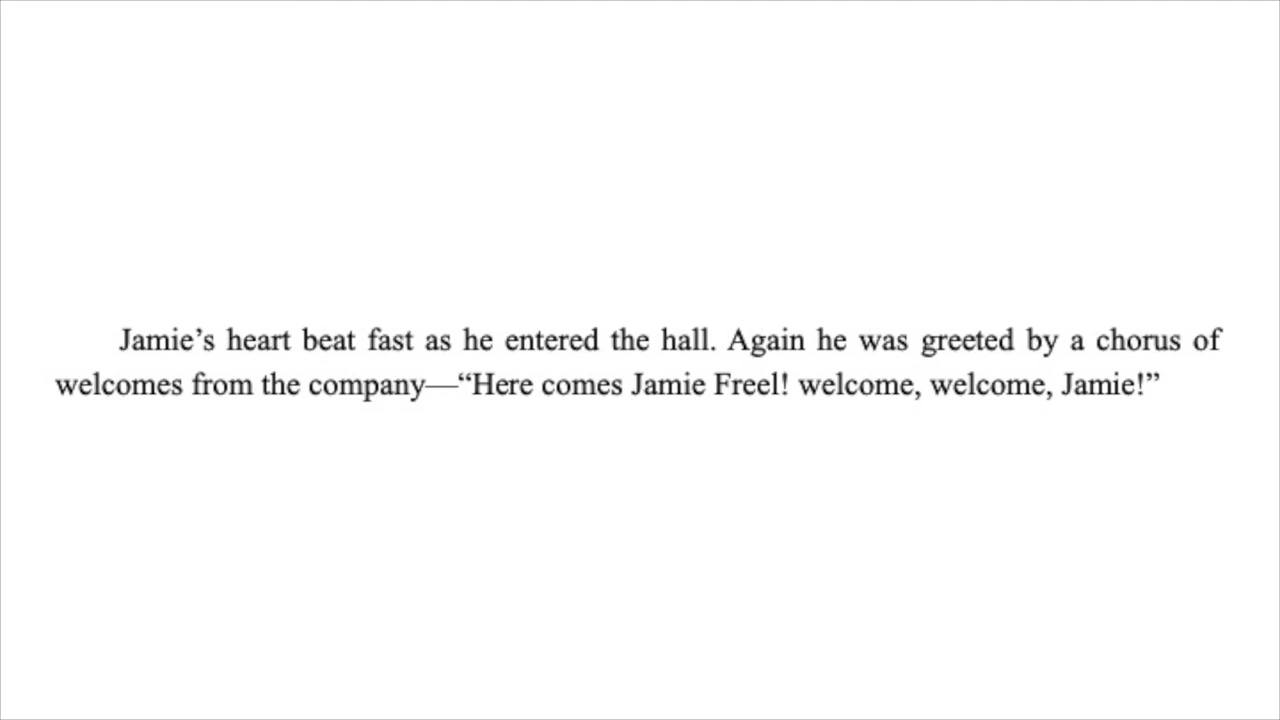 Jamie’s heart beat fast as he entered the hall. Again he was greeted by a chorus of
welcomes from the company—“Here comes Jamie Freel! welcome, welcome, Jamie!”